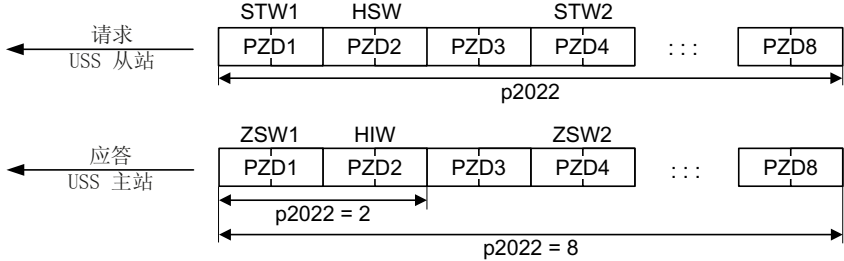 STW1 HSW STW2
请求 PZD1 PZD2 PZD3 PZD4 : : : PZD8
USS 从站
p2022
ZSW1 HIW ZSW2
应答 PZD1 PZD2 PZD3 PZD4 : : : PZD8
USS 主站
p2022 = 2
p2022 = 8